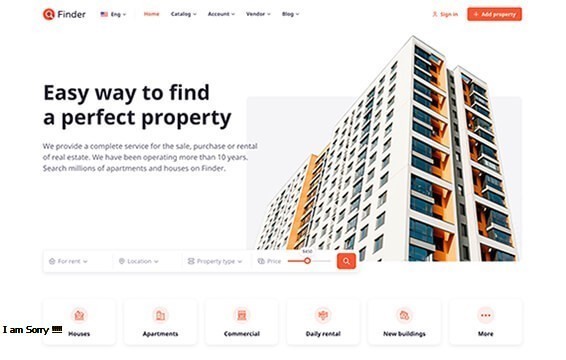 Finder
Eng
Home
Catalog
Account
Vendor
Blog
Sign in
+ Add property
Easy way to find
a perfect property
We provide a complete service for the sale, purchase or rental
of real estate. We have been operating more than 10 years.
Search millions of apartments and houses on Finder.
For rent
Location
Property type
Price
I am Sorry !!!!!
Houses
Apartments
Commercial
Daily rental
New buildings
More